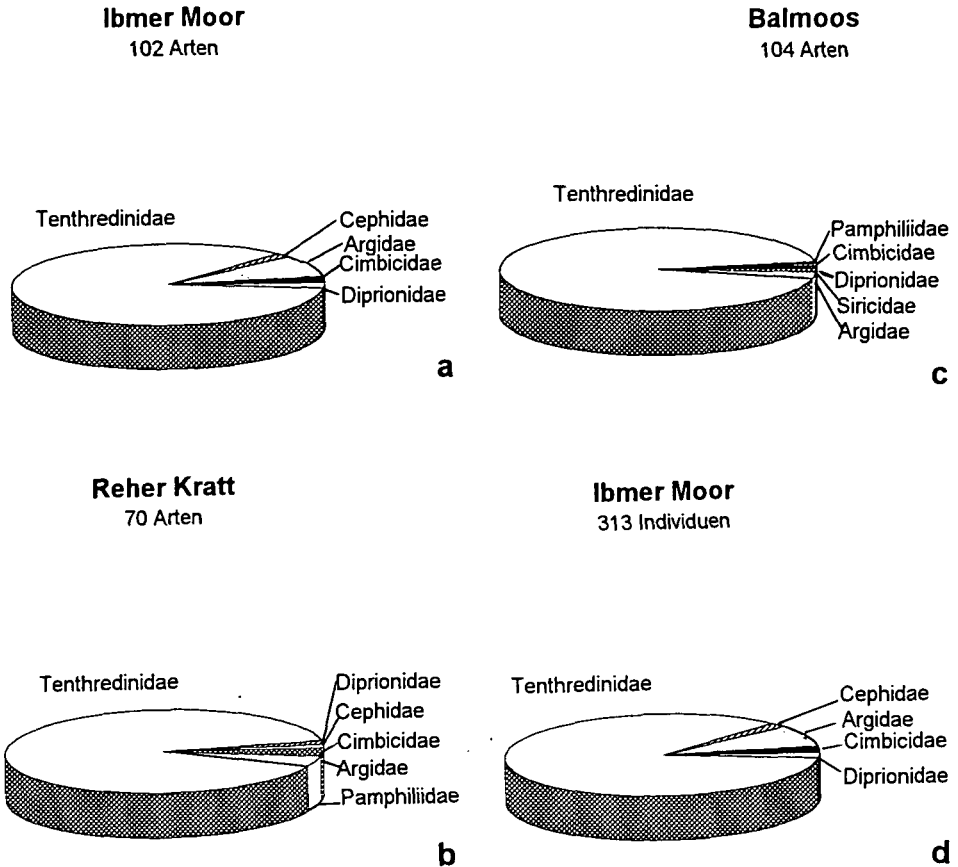 Ibmer Moor
102 Arten
Tenthredinidae
Cephidae
Argidae
Cimbicidae
Diprionidae
a
Balmoos
104 Arten
Tenthredinidae
Pamphiliidae
Cimbicidae
Diprionidae
Siricidae
Argidae
c
Reher Kratt
70 Arten
Tenthredinidae
Diprionidae
Cephidae
Cimbicidae
Argidae
Pamphiliidae
b
Ibmer Moor
313 Individuen
Tenthredinidae
Cephidae
Argidae
Cimbicidae
Diprionidae
d